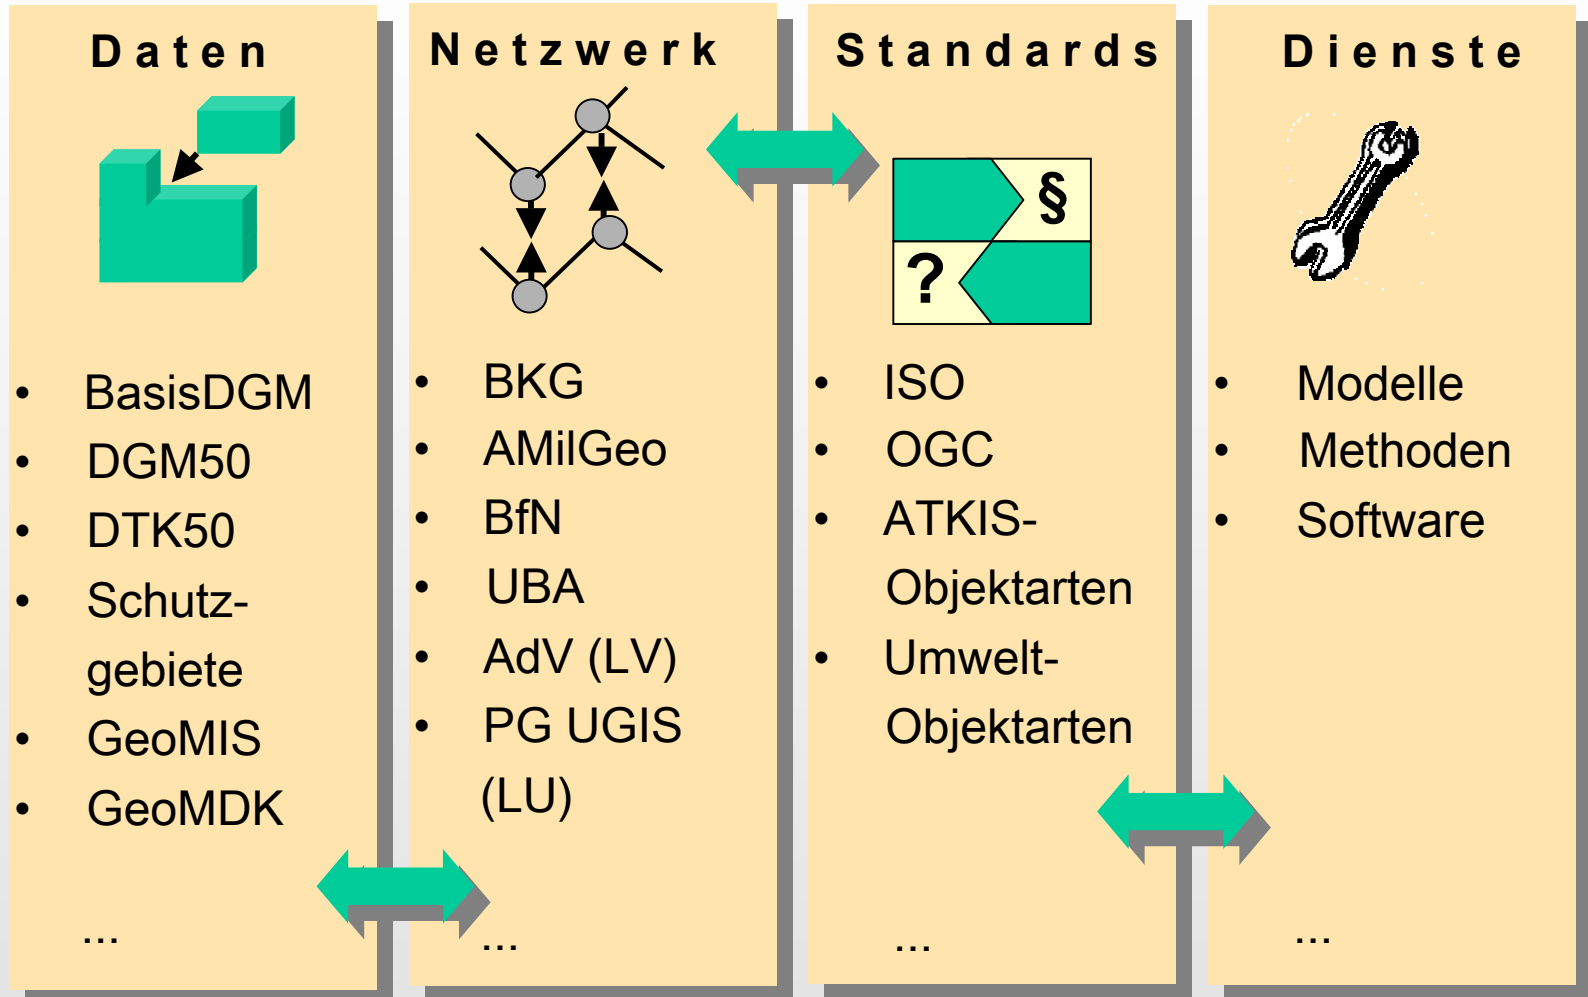 Daten
BasisDGM
DGM50
DTK50
Schutz-
gebiete
GeoMIS
GeoMDK
...
Netzwerk
BKG
AMilGeo
BfN
UBA
AdV (LV)
PG UGIS
(LU)
...
Standards
§
?
ISO
OGC
ATKIS-
Objektarten
Umwelt-
Objektarten
...
Dienste
Modelle
Methoden
Software
...